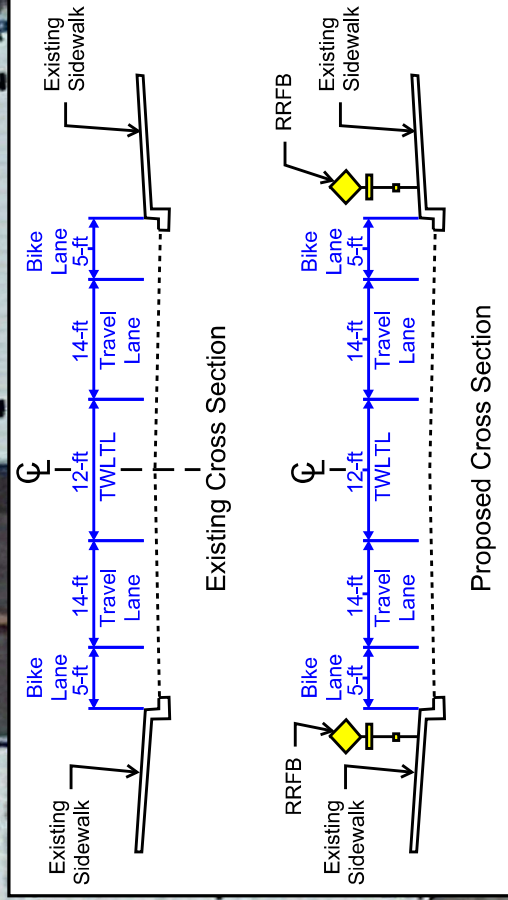 Existing
Sidewalk
Bike
Lane
5-ft
14-ft
Travel
Lane
CL
12-ft
TWLTL
14-ft
Travel
Lane
Bike
Lane
5-ft
Existing
Sidewalk
Existing Cross Section
RRFB
Existing
Sidewalk
Bike
Lane
5-ft
14-ft
Travel
Lane
CL
12-ft
TWLTL
14-ft
Travel
Lane
Bike
Lane
5-ft
RRFB
Existing
Sidewalk
Proposed Cross Section